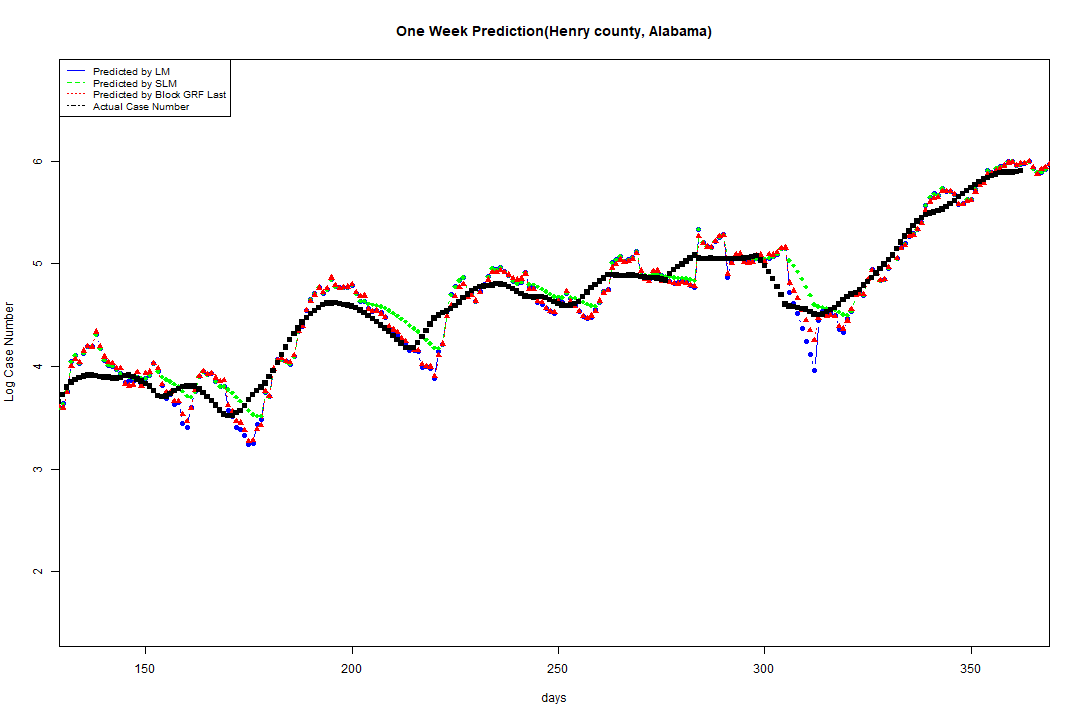 One Week Prediction(Henry county, Alabama)
Predicted by LM
Predicted by SLM
Predicted by Block GRF Last
Actual Case Number
6
5
4
3
2
Log Case Number
150 200 250 300 350
days